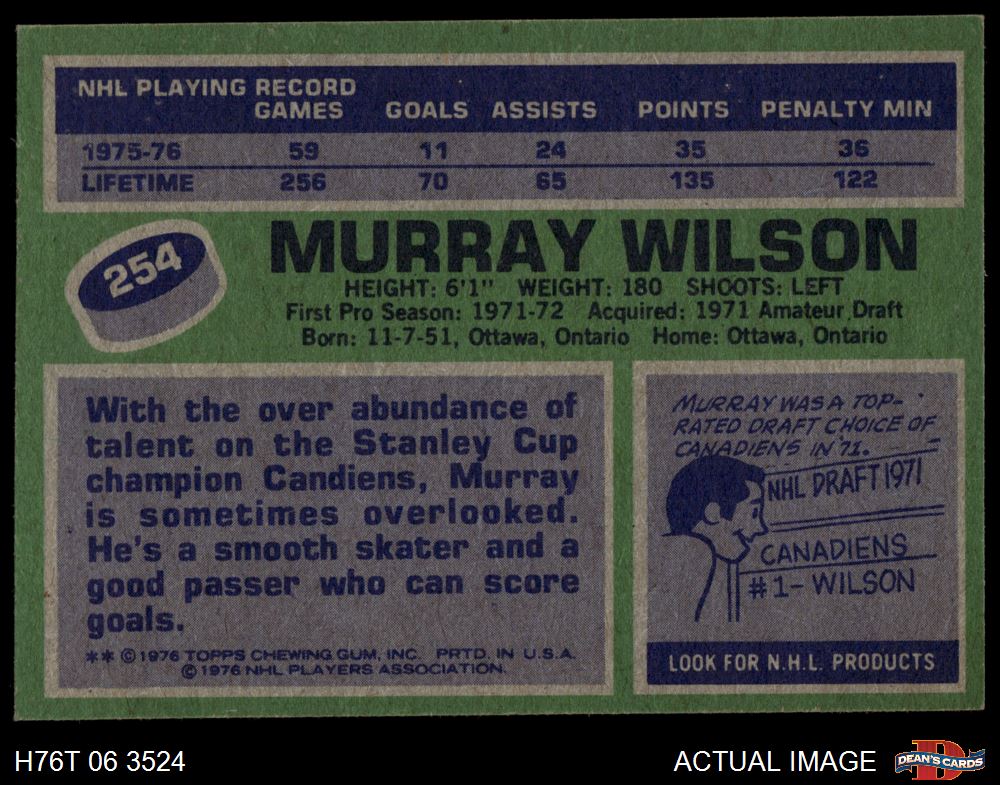 NHL PLAYING RECORD
GAMES GOALS ASSISTS POINTS PENALTY MIN
1975-76 59 11 24 35 36
LIFETIME 256 70 65 135 122
254
MURRAY WILSON
HEIGHT: 6'1" WEIGHT: 180 SHOOTS: LEFT
First Pro Season: 1971-72 Acquired: 1971 Amateur Draft
Born: 11-7-51, Ottawa, Ontario Home: Ottawa, Ontario
With the over abundance of
talent on the Stanley Cup
champion Candiens, Murray
is sometimes overlooked.
He's a smooth skater and a
good passer who can score
goals.
** © 1976 TOPPS CHEWING GUM, INC. PRTD. IN U.S.A.
© 1976 NHL PLAYERS ASSOCIATION.
MURRAY WAS A TOP-
RATED DRAFT CHOICE OF
CANADIENS IN '71.
NHL DRAFT 1971
CANADIENS
#1- WILSON
LOOK FOR N.H.L. PRODUCTS
H76T 06 3524
ACTUAL IMAGE
D
DEAN'S CARDS